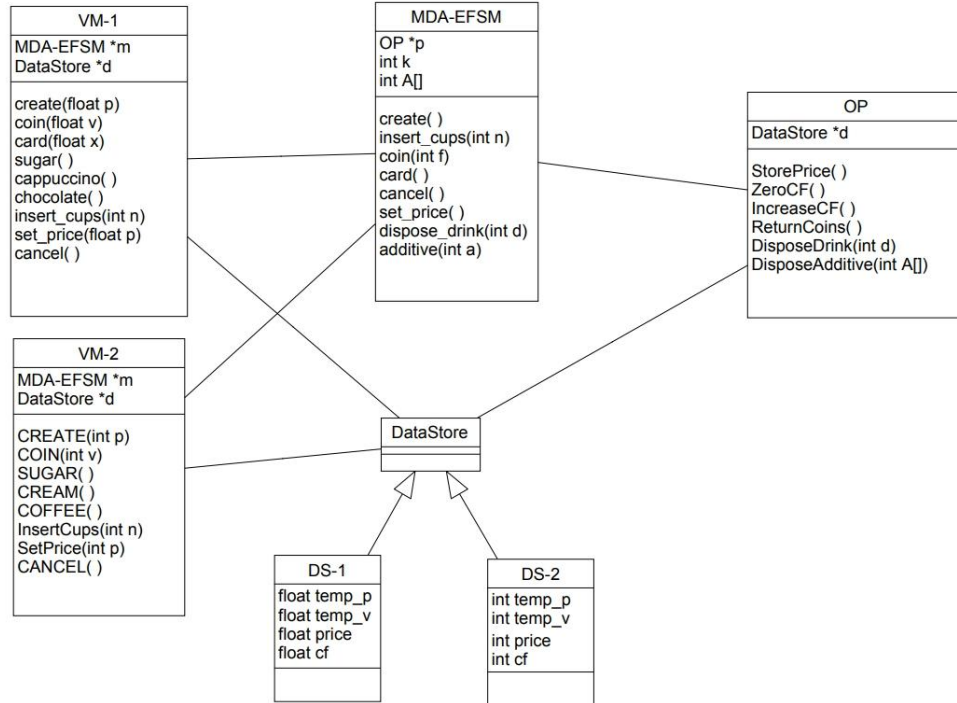 VM-1
MDA-EFSM *m
DataStore *d
create(float p)
coin(float v)
card(float x)
sugar( )
cappuccino( )
chocolate( )
insert_cups(int n)
set_price(float p)
cancel( )
MDA-EFSM
OP *p
int k
int A[]
create( )
insert_cups(int n)
coin(int f)
card( )
cancel( )
set_price( )
dispose_drink(int d)
additive(int a)
OP
DataStore *d
StorePrice( )
ZeroCF( )
IncreaseCF( )
ReturnCoins( )
DisposeDrink(int d)
DisposeAdditive(int A[])
VM-2
MDA-EFSM *m
DataStore *d
CREATE(int p)
COIN(int v)
SUGAR( )
CREAM( )
COFFEE( )
InsertCups(int n)
SetPrice(int p)
CANCEL( )
DataStore
DS-1
float temp_p
float temp_v
float price
float cf
DS-2
int temp_p
int temp_v
int price
int cf